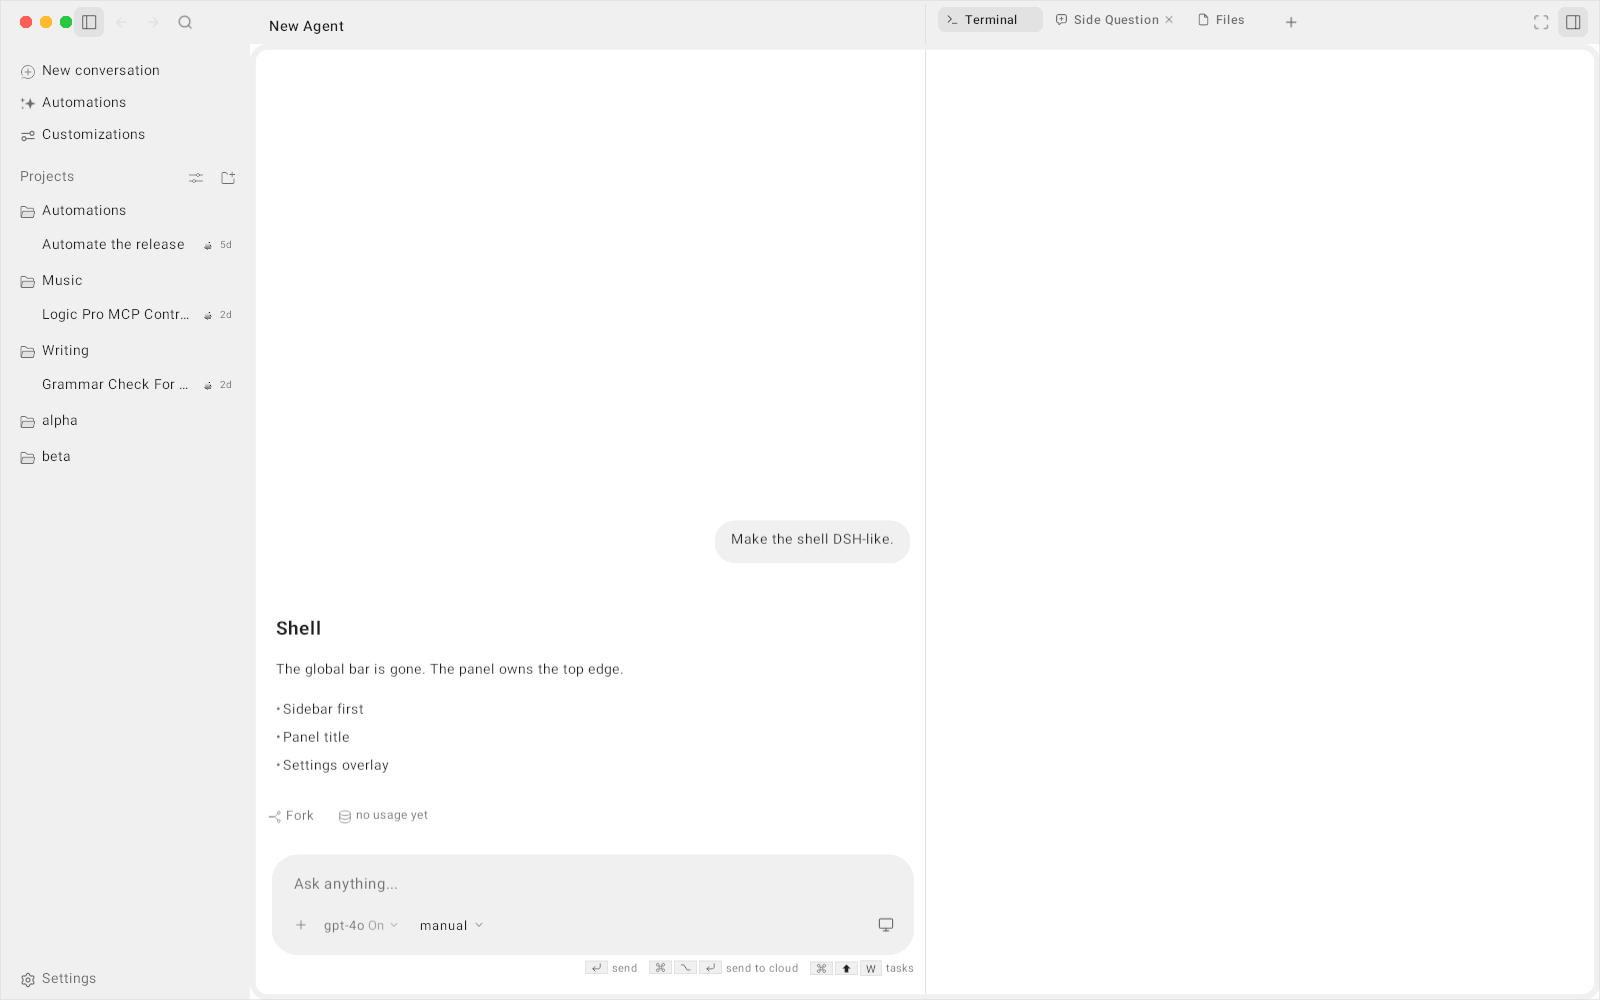 New Agent
Terminal
Side Question
Files
New conversation
Automations
Customizations
Projects
Automations
Automate the release 5d
Music
Logic Pro MCP Contr... 2d
Writing
Grammar Check For ... 2d
alpha
beta
Settings
Make the shell DSH-like.
Shell
The global bar is gone. The panel owns the top edge.
• Sidebar first
• Panel title
• Settings overlay
Fork no usage yet
Ask anything...
gpt-4o On manual
send send to cloud W tasks